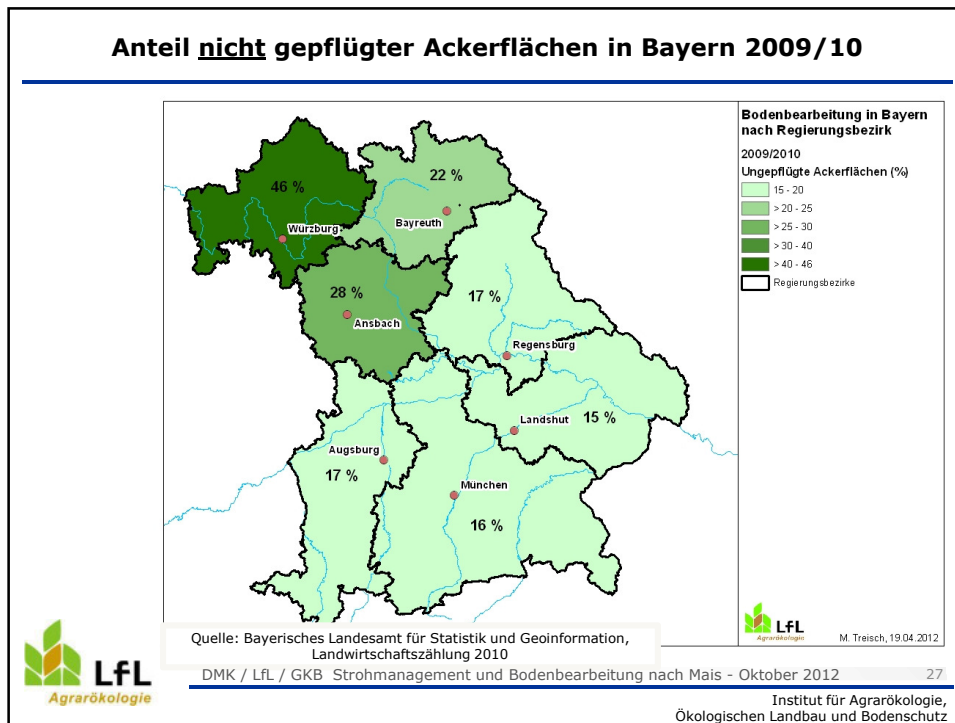 Anteil nicht gepflügter Ackerflächen in Bayern 2009/10
Bodenbearbeitung in Bayern
nach Regierungsbezirk
2009/2010
Ungepflügte Ackerflächen (%)
15 - 20
> 20 - 25
> 25 - 30
> 30 - 40
> 40 - 46
Regierungsbezirke
46 %
Würzburg
22 %
Bayreuth
28 %
Ansbach
17 %
Regensburg
Landshut
15 %
Augsburg
17 %
München
16 %
LfL
Agrarökologie
M. Treisch, 19.04.2012
Quelle: Bayerisches Landesamt für Statistik und Geoinformation,
Landwirtschaftszählung 2010
LfL
Agrarökologie
DMK / LfL / GKB Strohmanagement und Bodenbearbeitung nach Mais - Oktober 2012
27
Institut für Agrarökologie,
Ökologischen Landbau und Bodenschutz